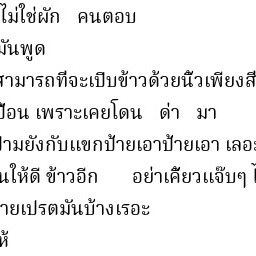 ไม่ใช่ผัก คนตอบ
มันพูด
สามารถที่จะเปิบข้าวด้วยนิ้วเพียงสี่
ปื้อน เพราะเคยโดน ด่า มา
ป้ามยังกับแขกป้ายเอาป้ายเอา เลอะ
นให้ดี ข้าวอีก อย่าเคี้ยวแจ๊บๆ ไ
ายเปรตมันบ้างเรอะ
ห้